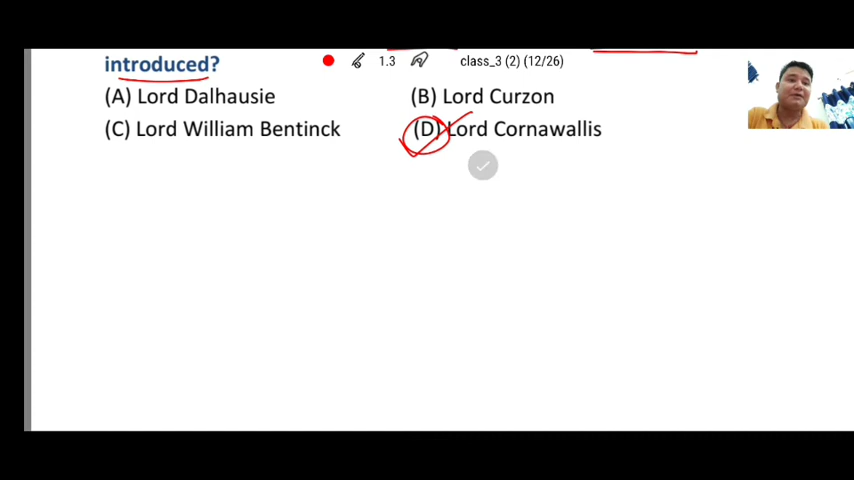 introduced?
1.3 class_3 (2) (12/26)
(A) Lord Dalhausie (B) Lord Curzon
(C) Lord William Bentinck (D) Lord Cornawallis